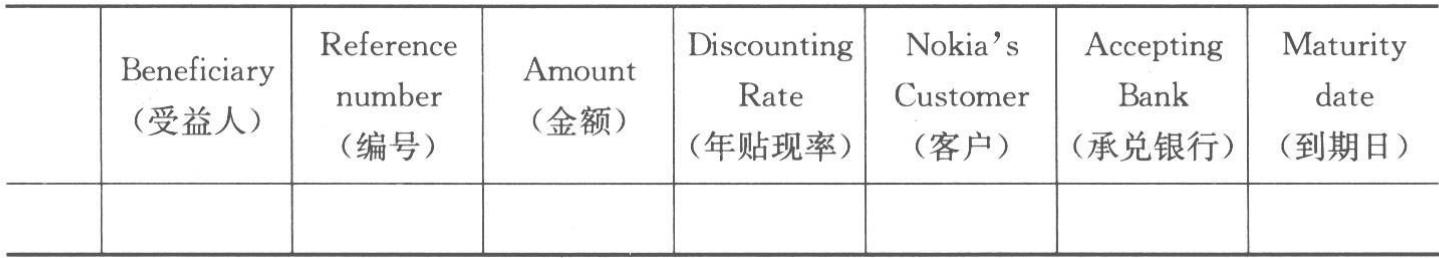 Beneficiary
（受益人）
Reference
number
（编号）
Amount
（金额）
Discounting
Rate
（年贴现率）
Nokia’s
Customer
（客户）
Accepting
Bank
（承兑银行）
Maturity
date
（到期日）